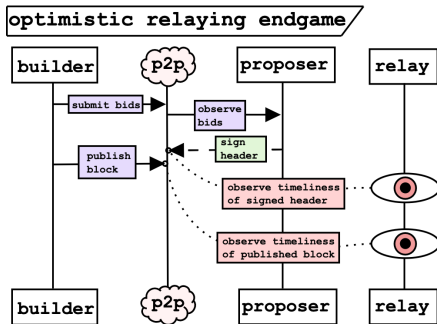 optimistic relaying endgame
builder
p2p
proposer
relay
submit bids
observe
bids
sign
header
publish
block
observe timeliness
of signed header
observe timeliness
of published block
builder
p2p
proposer
relay